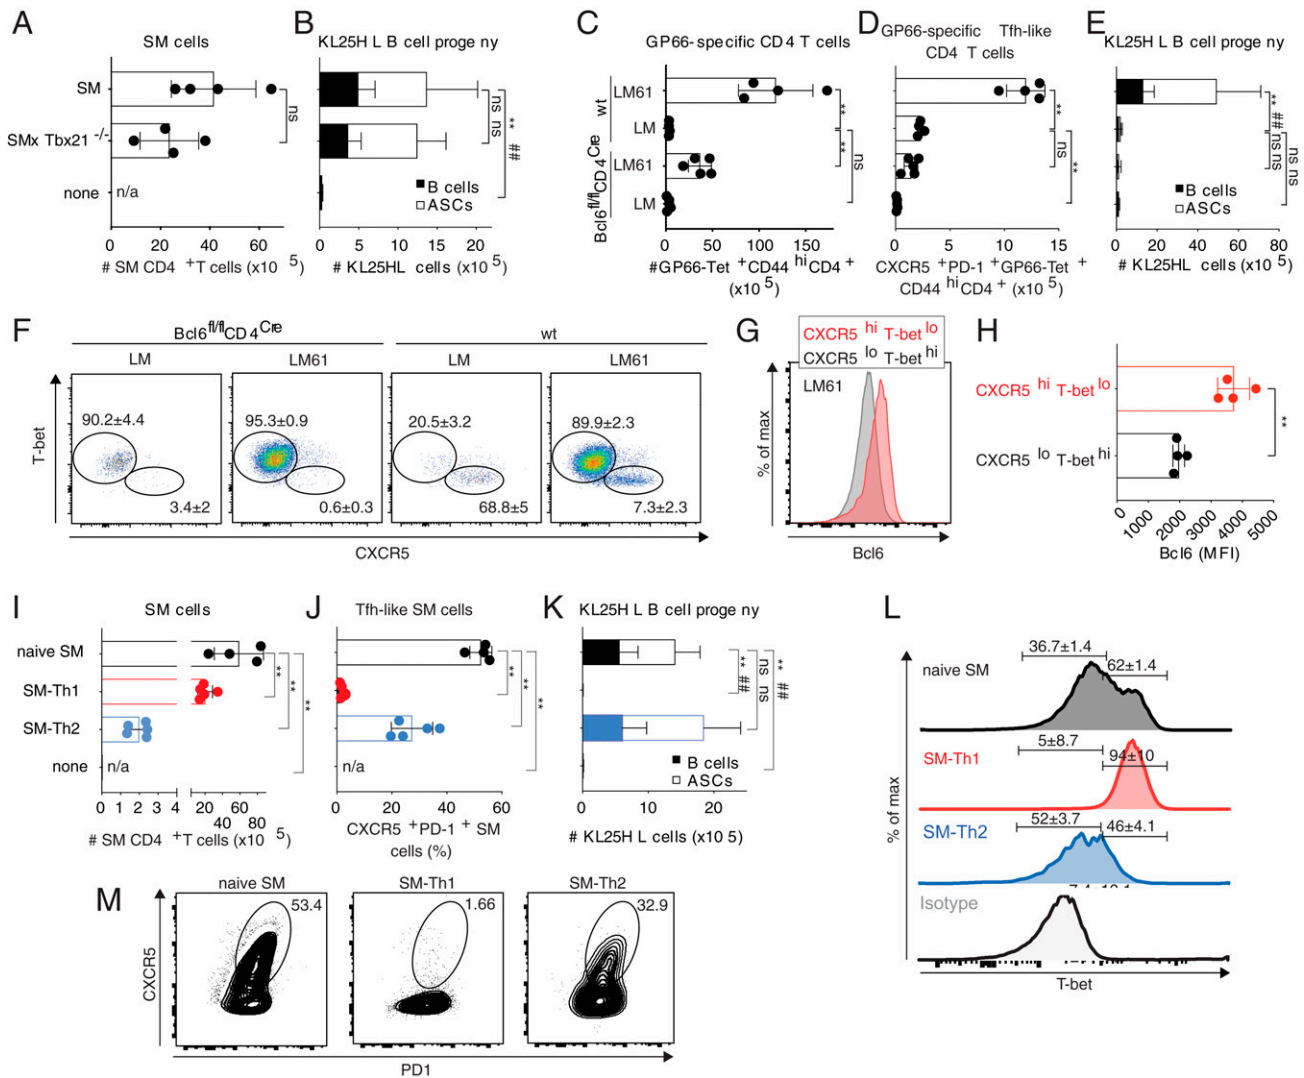 A
SM cells
SM
SMx Tbx21 -/-
none
n/a
ns
0 20 40 60
# SM CD4 +T cells (x10 5)
B
KL25H L B cell proge ny
ns
ns
**
##
B cells
ASCs
0 5 10 15 20
# KL25HL cells (x10 5)
C
GP66-specific CD4 T cells
wt
Bcl6fl/flCD4Cre
LM61
LM
LM61
LM
**
**
ns
0 50 100 150
#GP66-Tet +CD44 hiCD4 +
(x10 5)
D
GP66-specific Tfh-like
CD4 T cells
**
ns
**
0 5 10 15
CXCR5 +PD-1 +GP66-Tet +
CD44 hiCD4 + (x10 5)
E
KL25H L B cell proge ny
**
##
ns
ns
ns
ns
B cells
ASCs
0 20 40 60 80
# KL25HL cells (x10 5)
F
Bcl6fl/flCD4Cre
wt
LM
LM61
LM
LM61
T-bet
90.2±4.4
3.4±2
95.3±0.9
0.6±0.3
20.5±3.2
68.8±5
89.9±2.3
7.3±2.3
CXCR5
G
CXCR5 hi T-bet lo
CXCR5 lo T-bet hi
LM61
% of max
Bcl6
H
CXCR5 hi T-bet lo
CXCR5 lo T-bet hi
**
0 1000 2000 3000 4000 5000
Bcl6 (MFI)
I
SM cells
naive SM
SM-Th1
SM-Th2
none
n/a
**
**
**
0 1 2 3 4 20 40 60 80
# SM CD4 +T cells (x10 5)
J
Tfh-like SM cells
n/a
**
**
**
0 20 40 60
CXCR5 +PD-1 + SM
cells (%)
K
KL25H L B cell proge ny
**
##
ns
ns
**
##
B cells
ASCs
0 10 20
# KL25H L cells (x10 5)
L
% of max
naive SM
36.7±1.4
62±1.4
SM-Th1
5±8.7
94±10
SM-Th2
52±3.7
46±4.1
Isotype
T-bet
M
naive SM
SM-Th1
SM-Th2
CXCR5
53.4
1.66
32.9
PD1